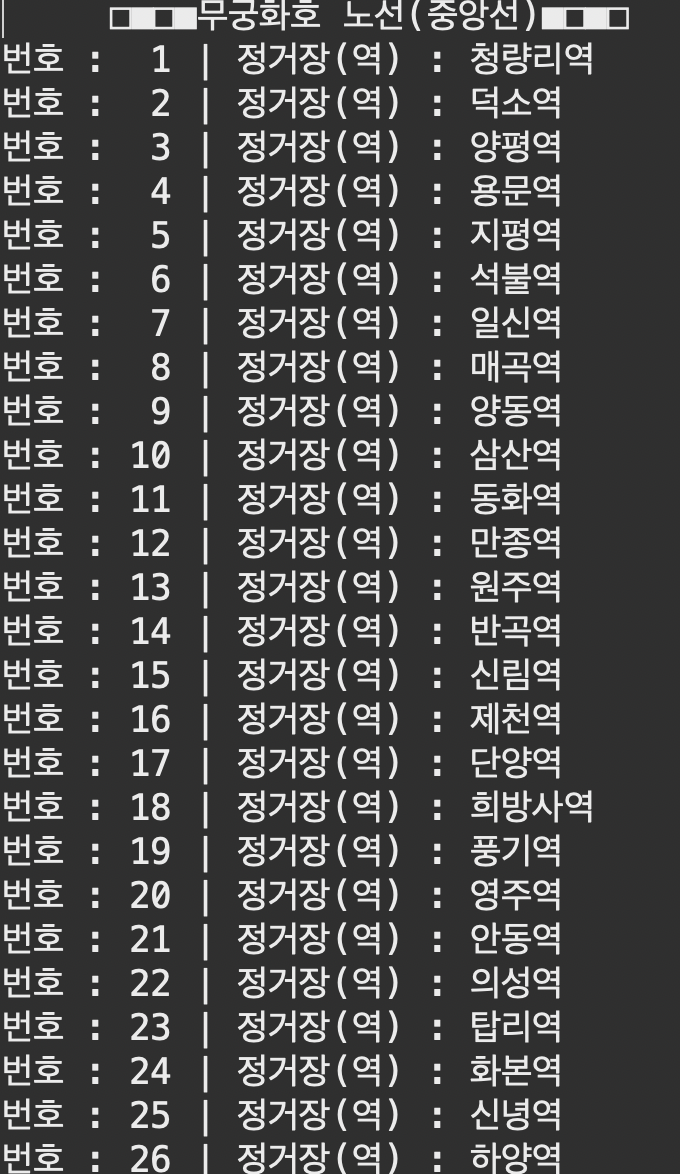 □■□■무궁화호 노선(중앙선)■□■□
번호 :  1 | 정거장(역) : 청량리역
번호 :  2 | 정거장(역) : 덕소역
번호 :  3 | 정거장(역) : 양평역
번호 :  4 | 정거장(역) : 용문역
번호 :  5 | 정거장(역) : 지평역
번호 :  6 | 정거장(역) : 석불역
번호 :  7 | 정거장(역) : 일신역
번호 :  8 | 정거장(역) : 매곡역
번호 :  9 | 정거장(역) : 양동역
번호 : 10 | 정거장(역) : 삼산역
번호 : 11 | 정거장(역) : 동화역
번호 : 12 | 정거장(역) : 만종역
번호 : 13 | 정거장(역) : 원주역
번호 : 14 | 정거장(역) : 반곡역
번호 : 15 | 정거장(역) : 신림역
번호 : 16 | 정거장(역) : 제천역
번호 : 17 | 정거장(역) : 단양역
번호 : 18 | 정거장(역) : 희방사역
번호 : 19 | 정거장(역) : 풍기역
번호 : 20 | 정거장(역) : 영주역
번호 : 21 | 정거장(역) : 안동역
번호 : 22 | 정거장(역) : 의성역
번호 : 23 | 정거장(역) : 탑리역
번호 : 24 | 정거장(역) : 화본역
번호 : 25 | 정거장(역) : 신녕역
번호 : 26 | 정거장(역) : 하양역